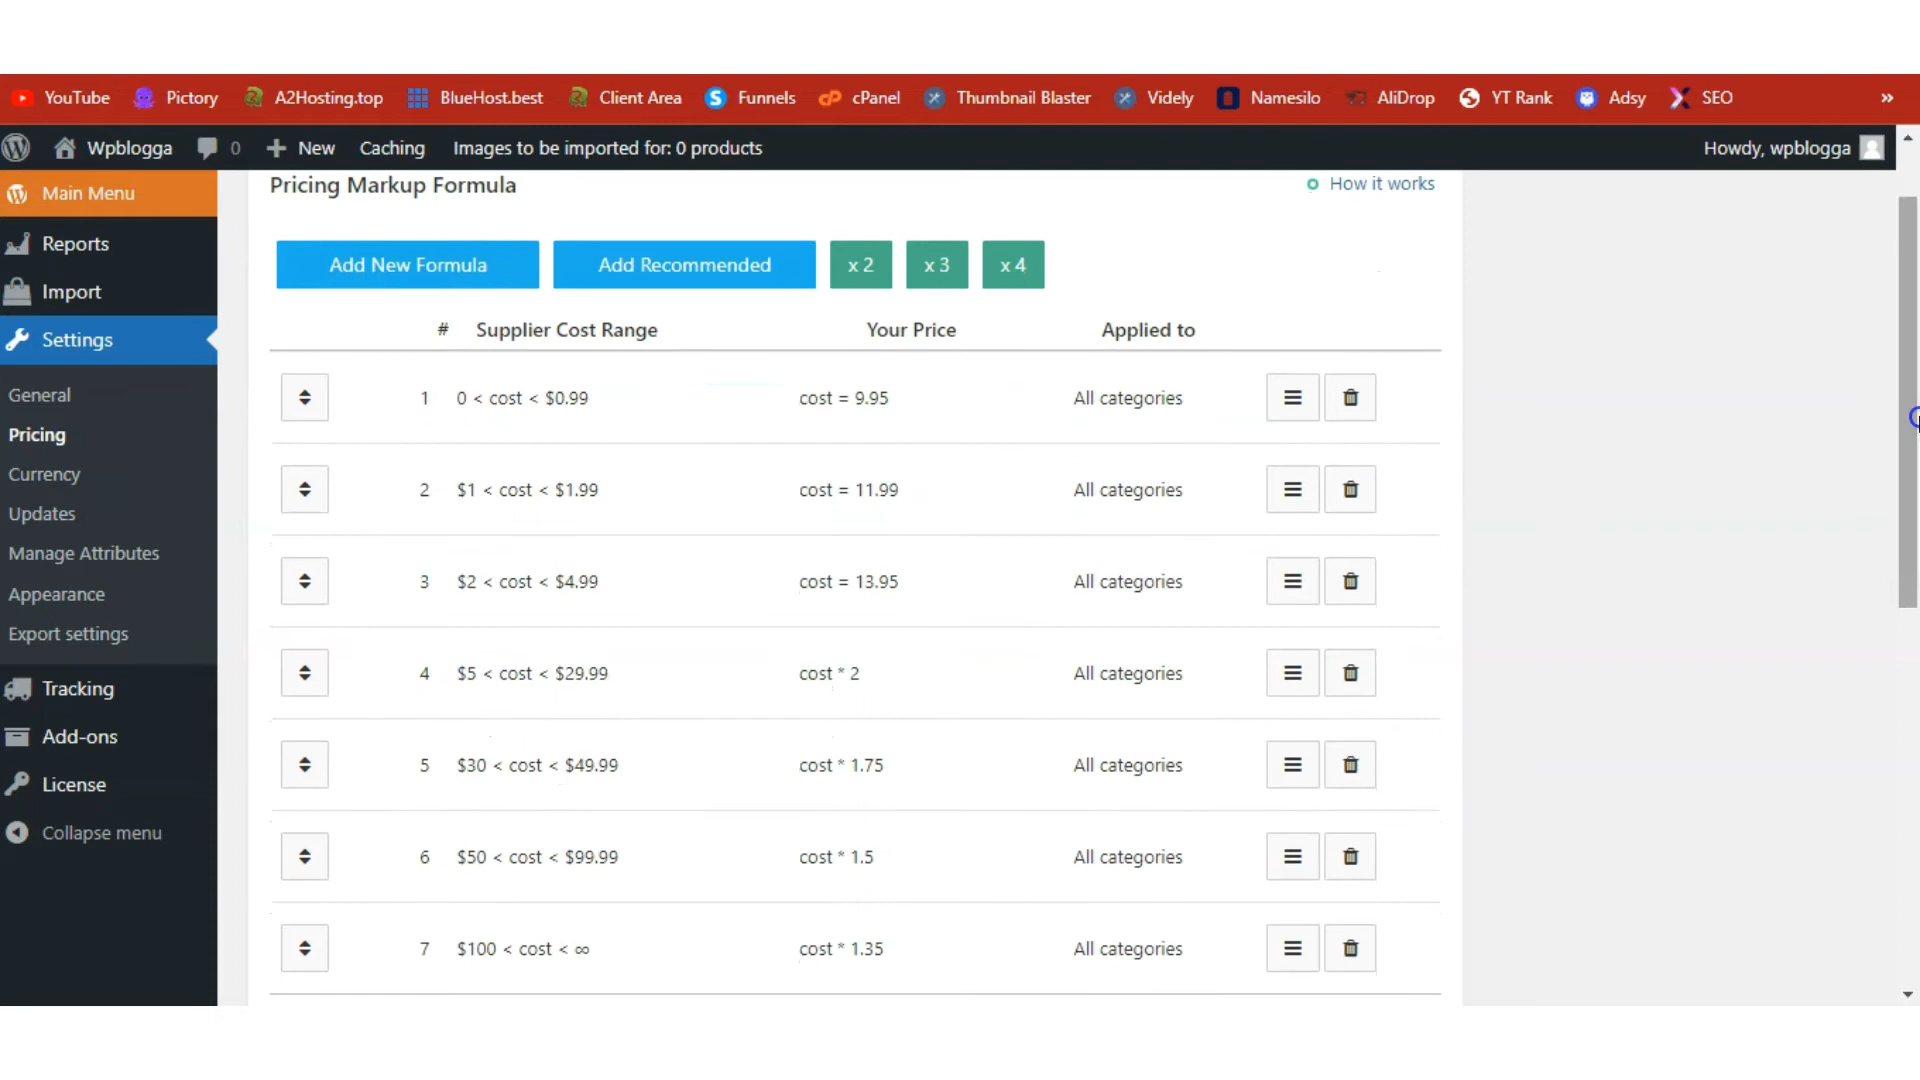 YouTube Pictory A2Hosting.top BlueHost.best Client Area Funnels cPanel Thumbnail Blaster Videly Namesilo AliDrop YT Rank Adsy SEO »
Wpblogga 0 + New Caching Images to be imported for: 0 products Howdy, wpblogga
Main Menu
Reports
Import
Settings
General
Pricing
Currency
Updates
Manage Attributes
Appearance
Export settings
Tracking
Add-ons
License
Collapse menu
Pricing Markup Formula How it works
Add New Formula Add Recommended x 2 x 3 x 4
# Supplier Cost Range Your Price Applied to
1 0 < cost < $0.99 cost = 9.95 All categories
2 $1 < cost < $1.99 cost = 11.99 All categories
3 $2 < cost < $4.99 cost = 13.95 All categories
4 $5 < cost < $29.99 cost * 2 All categories
5 $30 < cost < $49.99 cost * 1.75 All categories
6 $50 < cost < $99.99 cost * 1.5 All categories
7 $100 < cost < ∞ cost * 1.35 All categories